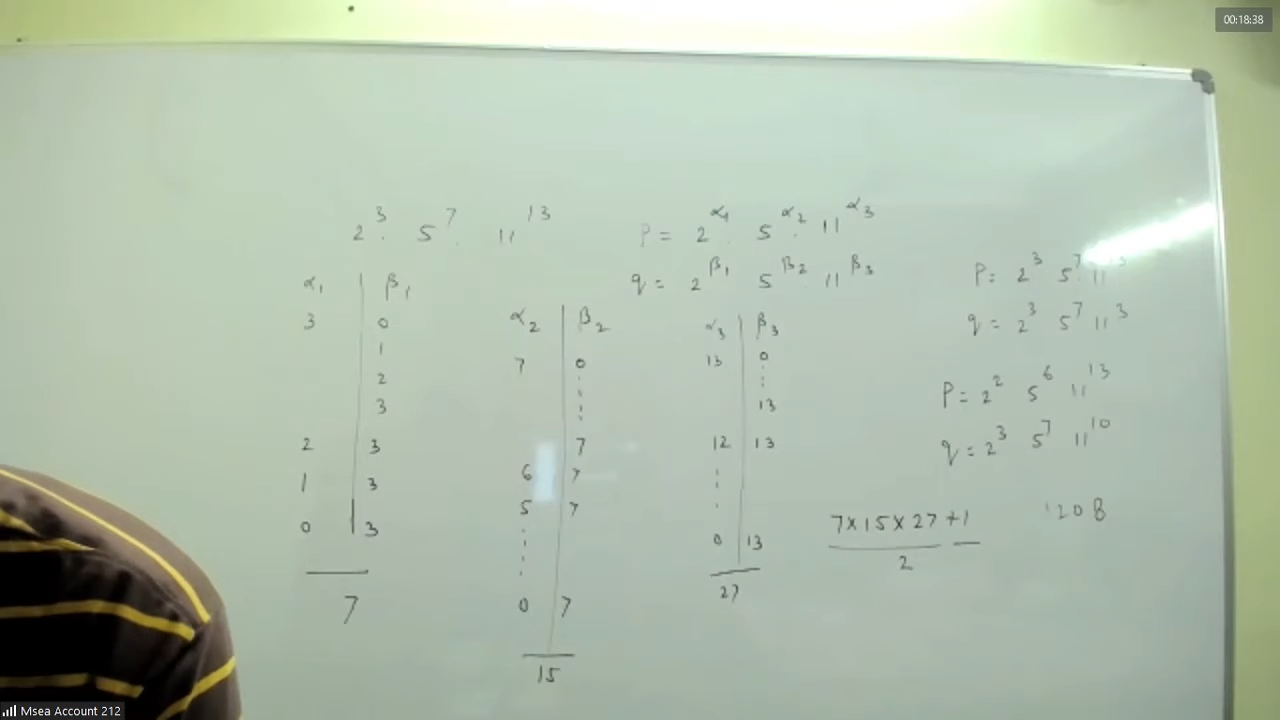 00:18:38
2^3 . 5^7 . 11^13
P = 2^α1 . 5^α2 . 11^α3
q = 2^β1 5^β2 . 11^β3
α1 | β1
3 | 0
1
2
3
2 | 3
1 | 3
0 | 3
7
α2 | β2
7 | 0
7
6 | 7
5 | 7
0 | 7
15
α3 | β3
13 | 0
13
12 | 13
0 | 13
27
P = 2^3 5^7 11
q = 2^3 5^7 11^3
P = 2^2 5^6 11^13
q = 2^3 5^7 11^10
7 x 15 x 27 + 1
2
Msea Account 212